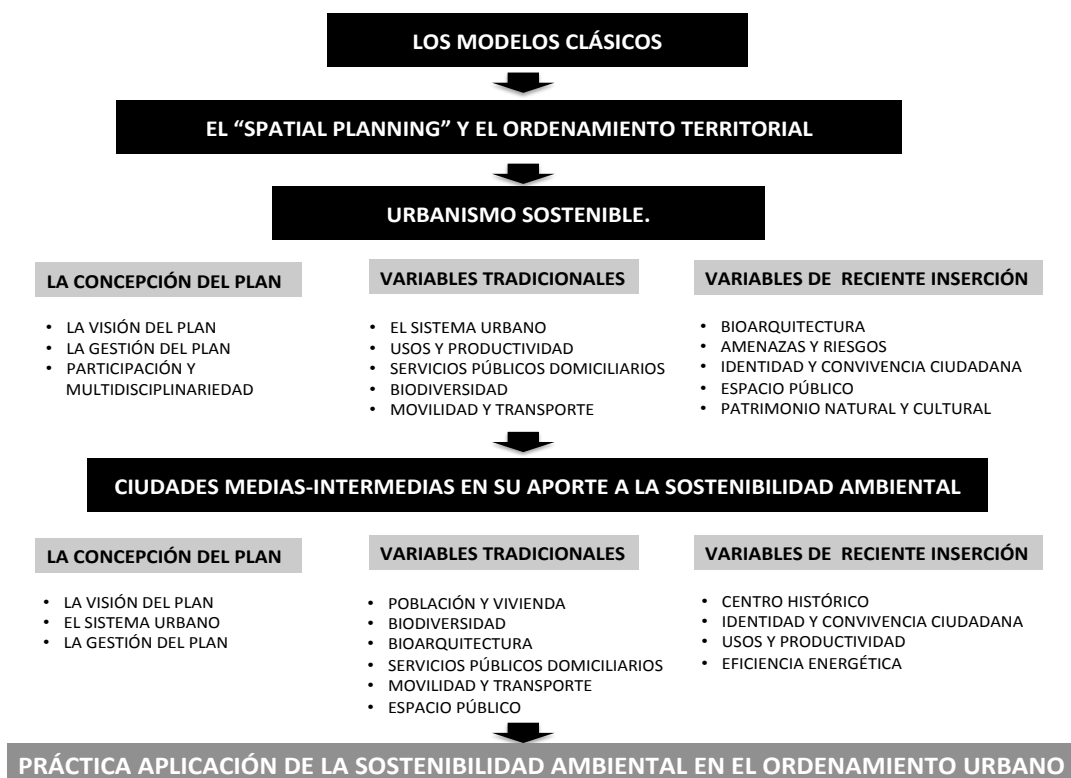 LOS MODELOS CLÁSICOS
EL “SPATIAL PLANNING” Y EL ORDENAMIENTO TERRITORIAL
URBANISMO SOSTENIBLE.
LA CONCEPCIÓN DEL PLAN
• LA VISIÓN DEL PLAN
• LA GESTIÓN DEL PLAN
• PARTICIPACIÓN Y
MULTIDISCIPLINARIEDAD
VARIABLES TRADICIONALES
• EL SISTEMA URBANO
• USOS Y PRODUCTIVIDAD
• SERVICIOS PÚBLICOS DOMICILIARIOS
• BIODIVERSIDAD
• MOVILIDAD Y TRANSPORTE
VARIABLES DE RECIENTE INSERCIÓN
• BIOARQUITECTURA
• AMENAZAS Y RIESGOS
• IDENTIDAD Y CONVIVENCIA CIUDADANA
• ESPACIO PÚBLICO
• PATRIMONIO NATURAL Y CULTURAL
CIUDADES MEDIAS-INTERMEDIAS EN SU APORTE A LA SOSTENIBILIDAD AMBIENTAL
LA CONCEPCIÓN DEL PLAN
• LA VISIÓN DEL PLAN
• EL SISTEMA URBANO
• LA GESTIÓN DEL PLAN
VARIABLES TRADICIONALES
• POBLACIÓN Y VIVIENDA
• BIODIVERSIDAD
• BIOARQUITECTURA
• SERVICIOS PÚBLICOS DOMICILIARIOS
• MOVILIDAD Y TRANSPORTE
• ESPACIO PÚBLICO
VARIABLES DE RECIENTE INSERCIÓN
• CENTRO HISTÓRICO
• IDENTIDAD Y CONVIVENCIA CIUDADANA
• USOS Y PRODUCTIVIDAD
• EFICIENCIA ENERGÉTICA
PRÁCTICA APLICACIÓN DE LA SOSTENIBILIDAD AMBIENTAL EN EL ORDENAMIENTO URBANO